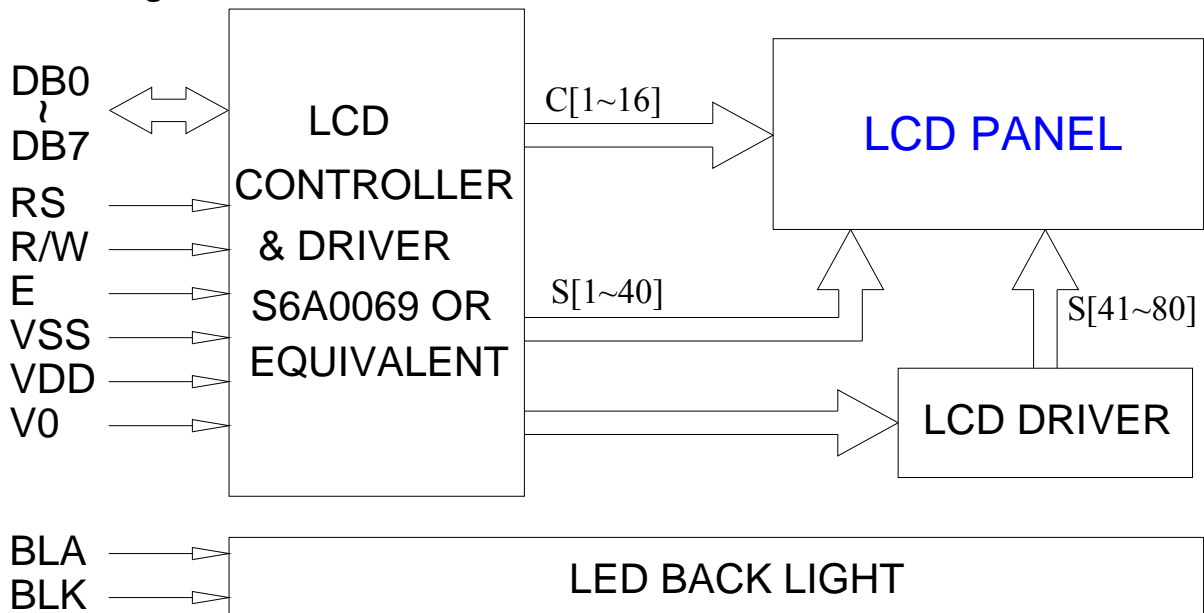 DB0
~
DB7
RS
R/W
E
VSS
VDD
V0
LCD
CONTROLLER
& DRIVER
S6A0069 OR
EQUIVALENT
C[1~16]
LCD PANEL
S[1~40]
S[41~80]
LCD DRIVER
BLA
BLK
LED BACK LIGHT